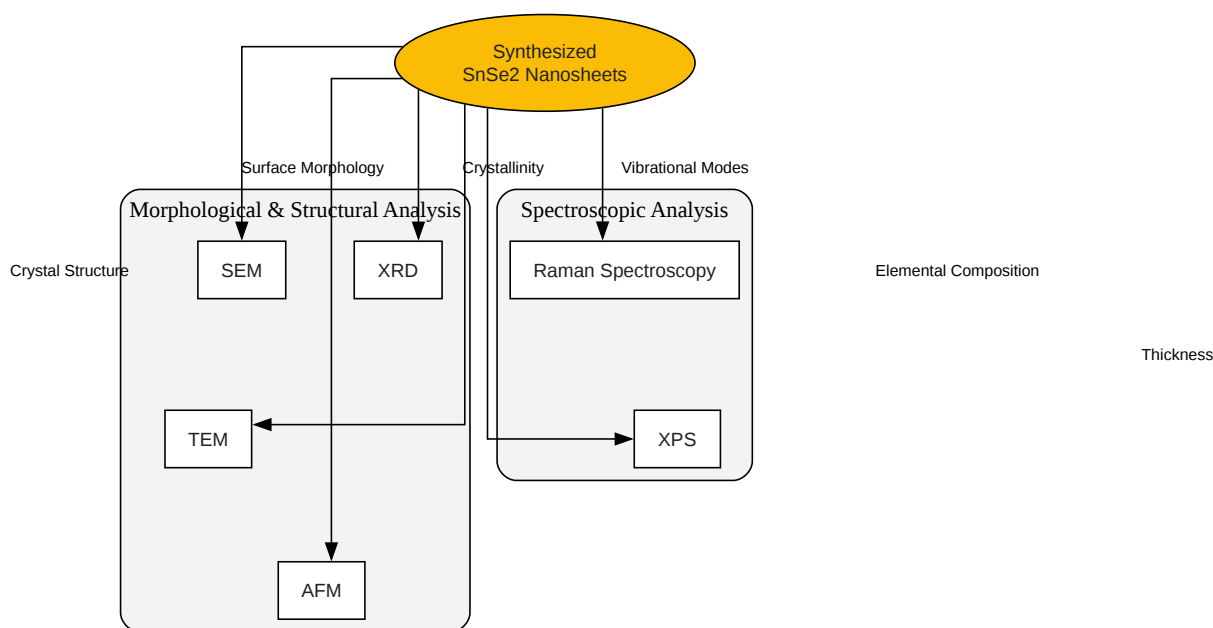 Synthesized
SnSe2 Nanosheets
Surface Morphology
Crystallinity
Vibrational Modes
Morphological & Structural Analysis
Spectroscopic Analysis
Crystal Structure
SEM
XRD
Raman Spectroscopy
Elemental Composition
Thickness
TEM
XPS
AFM